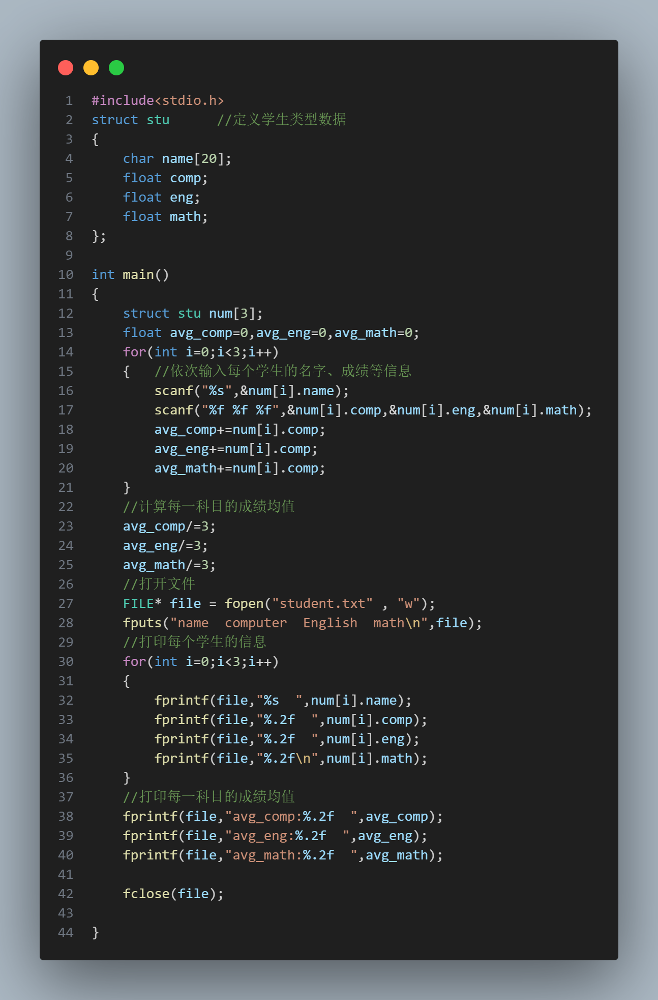 1 #include<stdio.h>
2 struct stu      //定义学生类型数据
3 {
4     char name[20];
5     float comp;
6     float eng;
7     float math;
8 };
9
10 int main()
11 {
12     struct stu num[3];
13     float avg_comp=0,avg_eng=0,avg_math=0;
14     for(int i=0;i<3;i++)
15     {   //依次输入每个学生的名字、成绩等信息
16         scanf("%s",&num[i].name);
17         scanf("%f %f %f",&num[i].comp,&num[i].eng,&num[i].math);
18         avg_comp+=num[i].comp;
19         avg_eng+=num[i].comp;
20         avg_math+=num[i].comp;
21     }
22     //计算每一科目的成绩均值
23     avg_comp/=3;
24     avg_eng/=3;
25     avg_math/=3;
26     //打开文件
27     FILE* file = fopen("student.txt" , "w");
28     fputs("name  computer  English  math\n",file);
29     //打印每个学生的信息
30     for(int i=0;i<3;i++)
31     {
32         fprintf(file,"%s  ",num[i].name);
33         fprintf(file,"%.2f  ",num[i].comp);
34         fprintf(file,"%.2f  ",num[i].eng);
35         fprintf(file,"%.2f\n",num[i].math);
36     }
37     //打印每一科目的成绩均值
38     fprintf(file,"avg_comp:%.2f  ",avg_comp);
39     fprintf(file,"avg_eng:%.2f  ",avg_eng);
40     fprintf(file,"avg_math:%.2f  ",avg_math);
41
42     fclose(file);
43
44 }